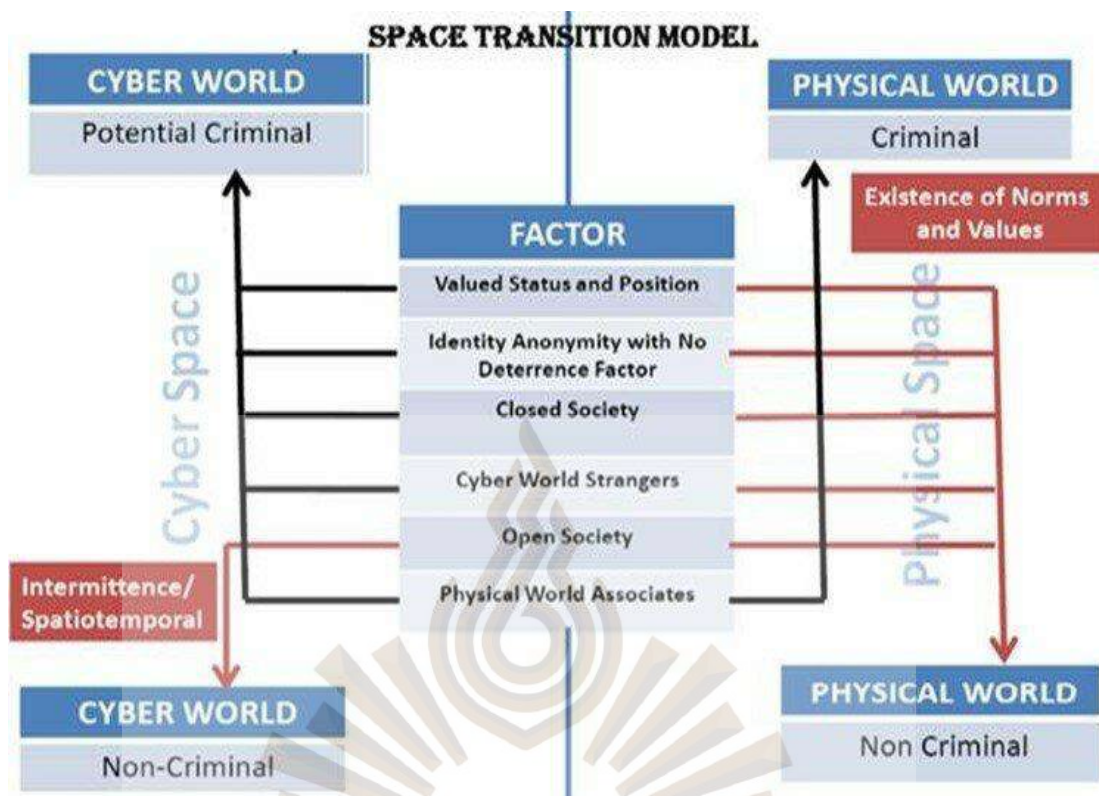 SPACE TRANSITION MODEL
CYBER WORLD
Potential Criminal
PHYSICAL WORLD
Criminal
Existence of Norms
and Values
FACTOR
Valued Status and Position
Identity Anonymity with No
Deterrence Factor
Closed Society
Cyber World Strangers
Open Society
Physical World Associates
Cyber Space
Physical Space
Intermittence/
Spatiotemporal
CYBER WORLD
Non-Criminal
PHYSICAL WORLD
Non Criminal